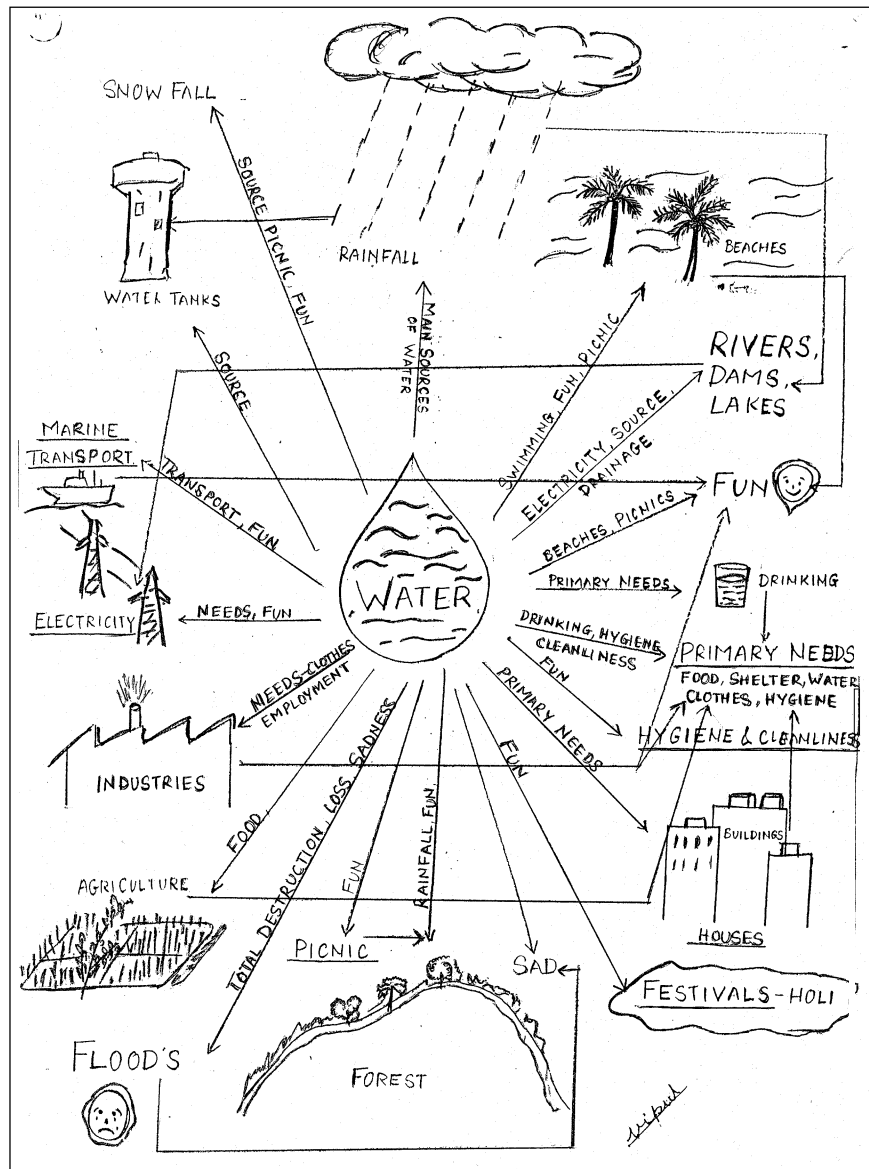 SNOW FALL
SOURCE PICNIC, FUN
RAINFALL
BEACHES
WATER TANKS
MAIN SOURCES
OF WATER
SOURCE
SWIMMING, FUN, PICNIC
RIVERS,
DAMS,
LAKES
ELECTRICITY, SOURCE,
DRAINAGE
MARINE
TRANSPORT
TRANSPORT, FUN
FUN
BEACHES, PICNICS
WATER
PRIMARY NEEDS
DRINKING
ELECTRICITY
NEEDS, FUN
DRINKING, HYGIENE
CLEANLINESS
PRIMARY NEEDS
FOOD, SHELTER, WATER
CLOTHES, HYGIENE
FUN
HYGIENE & CLEANLINESS
NEEDS-CLOTHES
EMPLOYMENT
INDUSTRIES
PRIMARY NEEDS
FUN
BUILDINGS
HOUSES
FOOD
TOTAL DESTRUCTION, LOSS, SADNESS
FUN
RAINFALL, FUN,
AGRICULTURE
PICNIC
SAD
FESTIVALS-HOLI
FLOOD'S
FOREST
vipul